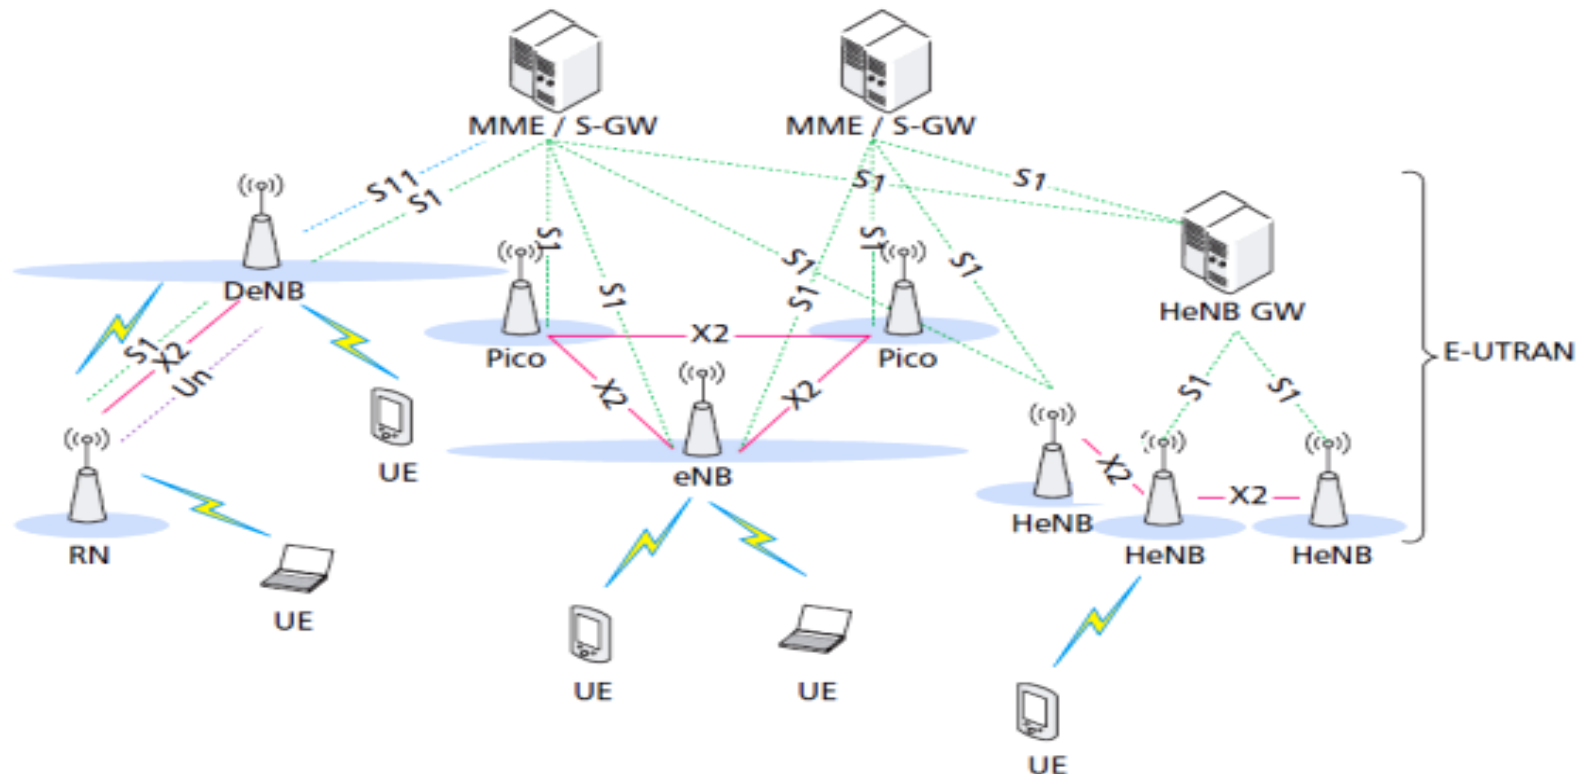 MME / S-GW
MME / S-GW
S11
S1
S1
S1
DeNB
S1
S1
HeNB GW
S1
S1
S1
S1
E-UTRAN
S1
X2
Un
Pico
X2
Pico
X2
X2
S1
S1
UE
eNB
X2
X2
HeNB
HeNB
HeNB
RN
UE
UE
UE
UE